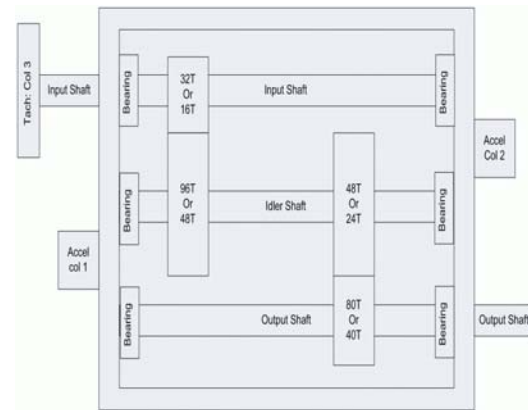 Tach: Col 3
Input Shaft
Bearing
32T
Or
16T
Input Shaft
Bearing
Accel
Col 2
Bearing
96T
Or
48T
Idler Shaft
48T
Or
24T
Bearing
Accel
col 1
Bearing
Output Shaft
80T
Or
40T
Bearing
Output Shaft